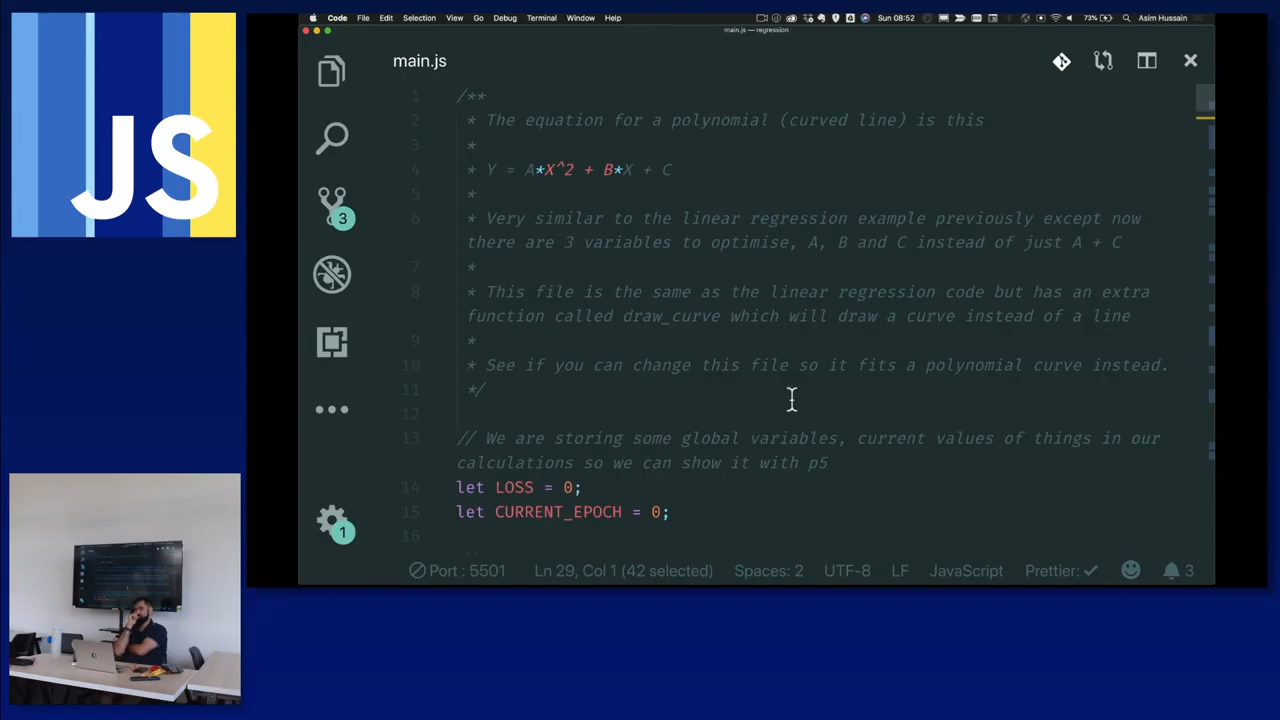 JS
Code File Edit Selection View Go Debug Terminal Window Help Sun 08:52 73% Asim Hussain
main.js — regression
main.js
1 /**
2 * The equation for a polynomial (curved line) is this
3 *
4 * Y = A*X^2 + B*X + C
5 *
6 * Very similar to the linear regression example previously except now
there are 3 variables to optimise, A, B and C instead of just A + C
7 *
8 * This file is the same as the linear regression code but has an extra
function called draw_curve which will draw a curve instead of a line
9 *
10 * See if you can change this file so it fits a polynomial curve instead.
11 */
12
13 // We are storing some global variables, current values of things in our
calculations so we can show it with p5
14 let LOSS = 0;
15 let CURRENT_EPOCH = 0;
16
3
1
Port : 5501 Ln 29, Col 1 (42 selected) Spaces: 2 UTF-8 LF JavaScript Prettier: ✓ 3